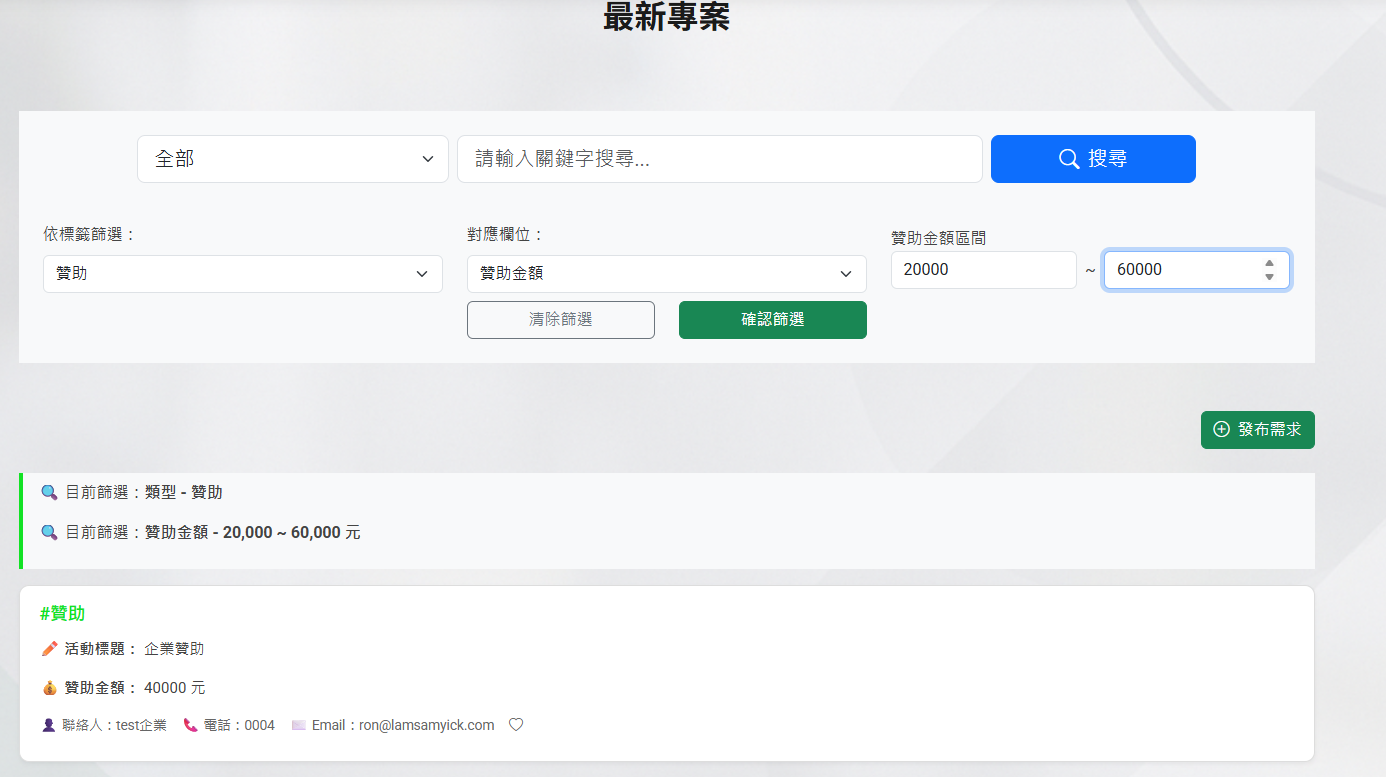 最新專案
全部
請輸入關鍵字搜尋...
搜尋
依標籤篩選：
對應欄位：
贊助金額區間
贊助
贊助金額
20000 ~ 60000
清除篩選
確認篩選
發布需求
目前篩選：類型 - 贊助
目前篩選：贊助金額 - 20,000 ~ 60,000 元
#贊助
活動標題： 企業贊助
贊助金額： 40000 元
聯絡人：test企業 電話：0004 Email：ron@lamsamyick.com